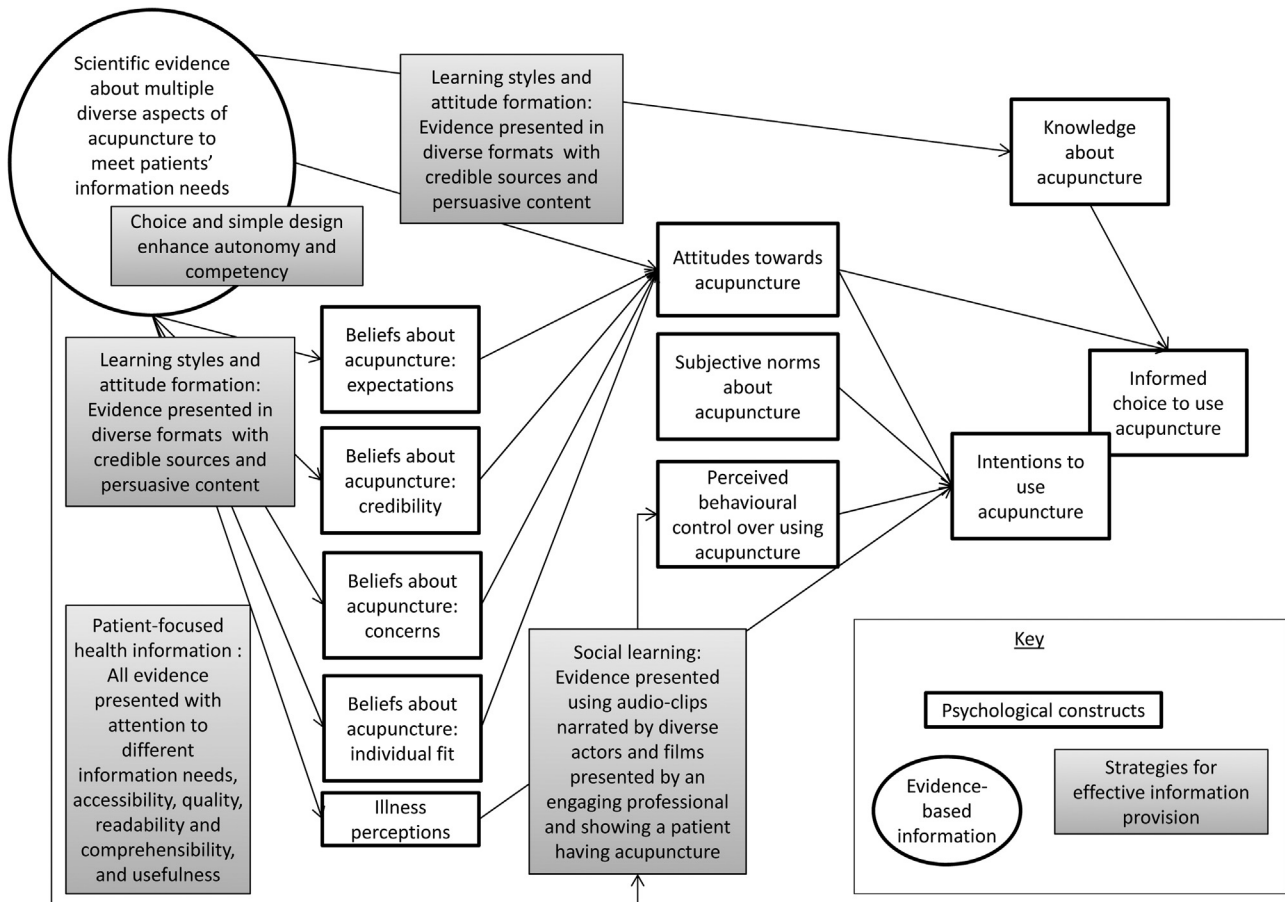 Scientific evidence
about multiple
diverse aspects of
acupuncture to
meet patients’
information needs
Choice and simple design
enhance autonomy and
competency
Learning styles and
attitude formation:
Evidence presented in
diverse formats  with
credible sources and
persuasive content
Knowledge
about
acupuncture
Attitudes towards
acupuncture
Beliefs about
acupuncture:
expectations
Learning styles and
attitude formation:
Evidence presented in
diverse formats  with
credible sources and
persuasive content
Subjective norms
about
acupuncture
Informed
choice to use
acupuncture
Beliefs about
acupuncture:
credibility
Perceived
behavioural
control over using
acupuncture
Intentions to
use
acupuncture
Beliefs about
acupuncture:
concerns
Patient-focused
health information :
All evidence
presented with
attention to
different
information needs,
accessibility, quality,
readability and
comprehensibility,
and usefulness
Beliefs about
acupuncture:
individual fit
Illness
perceptions
Social learning:
Evidence presented
using audio-clips
narrated by diverse
actors and films
presented by an
engaging professional
and showing a patient
having acupuncture
Key
Psychological constructs
Evidence-
based
information
Strategies for
effective information
provision